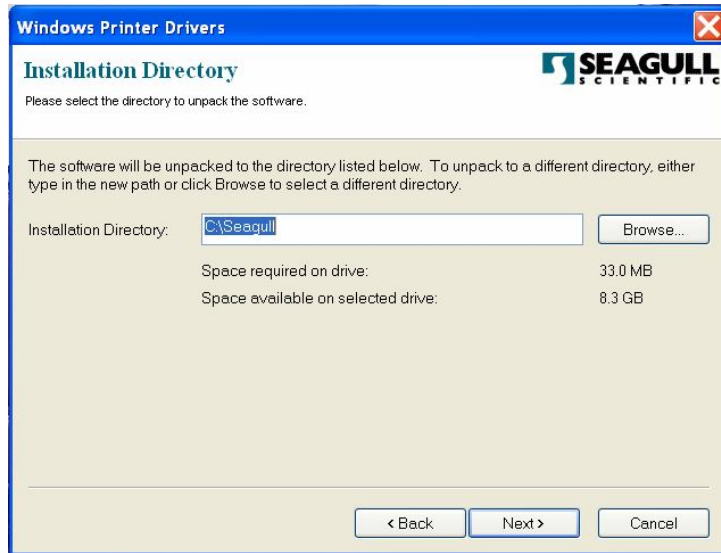 Windows Printer Drivers
Installation Directory
Please select the directory to unpack the software.
SEAGULL
SCIENTIFIC
The software will be unpacked to the directory listed below. To unpack to a different directory, either
type in the new path or click Browse to select a different directory.
Installation Directory: C:\Seagull Browse...
Space required on drive: 33.0 MB
Space available on selected drive: 8.3 GB
< Back Next > Cancel